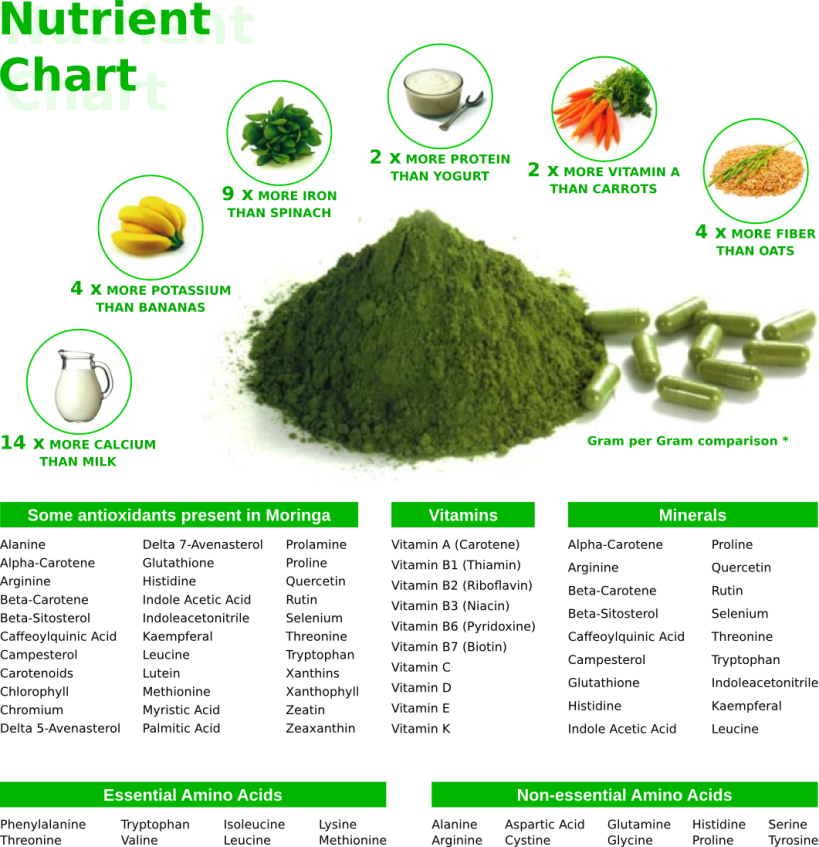 Nutrient
Chart
2 x MORE PROTEIN
THAN YOGURT
2 x MORE VITAMIN A
THAN CARROTS
9 x MORE IRON
THAN SPINACH
4 x MORE FIBER
THAN OATS
4 x MORE POTASSIUM
THAN BANANAS
14 x MORE CALCIUM
THAN MILK
Gram per Gram comparison *
Some antioxidants present in Moringa
Alanine Delta 7-Avenasterol Prolamine
Alpha-Carotene Glutathione Proline
Arginine Histidine Quercetin
Beta-Carotene Indole Acetic Acid Rutin
Beta-Sitosterol Indoleacetonitrile Selenium
Caffeoylquinic Acid Kaempferal Threonine
Campesterol Leucine Tryptophan
Carotenoids Lutein Xanthins
Chlorophyll Methionine Xanthophyll
Chromium Myristic Acid Zeatin
Delta 5-Avenasterol Palmitic Acid Zeaxanthin
Vitamins
Vitamin A (Carotene)
Vitamin B1 (Thiamin)
Vitamin B2 (Riboflavin)
Vitamin B3 (Niacin)
Vitamin B6 (Pyridoxine)
Vitamin B7 (Biotin)
Vitamin C
Vitamin D
Vitamin E
Vitamin K
Minerals
Alpha-Carotene Proline
Arginine Quercetin
Beta-Carotene Rutin
Beta-Sitosterol Selenium
Caffeoylquinic Acid Threonine
Campesterol Tryptophan
Glutathione Indoleacetonitrile
Histidine Kaempferal
Indole Acetic Acid Leucine
Essential Amino Acids
Phenylalanine Tryptophan Isoleucine Lysine
Threonine Valine Leucine Methionine
Non-essential Amino Acids
Alanine Aspartic Acid Glutamine Histidine Serine
Arginine Cystine Glycine Proline Tyrosine